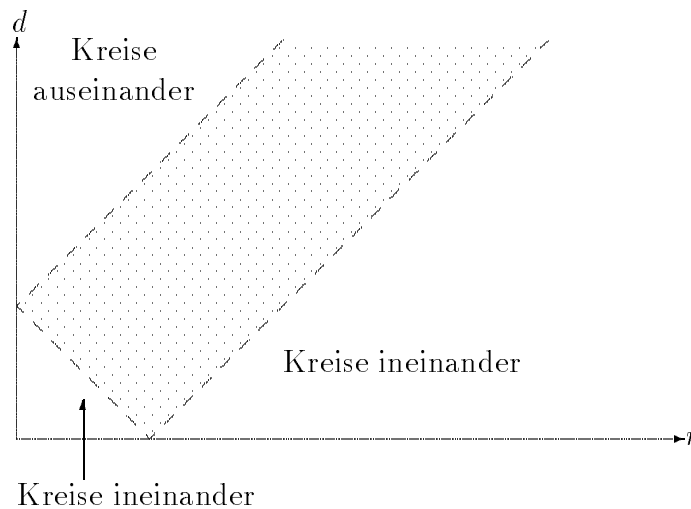 d
Kreise
auseinander
Kreise ineinander
r
Kreise ineinander